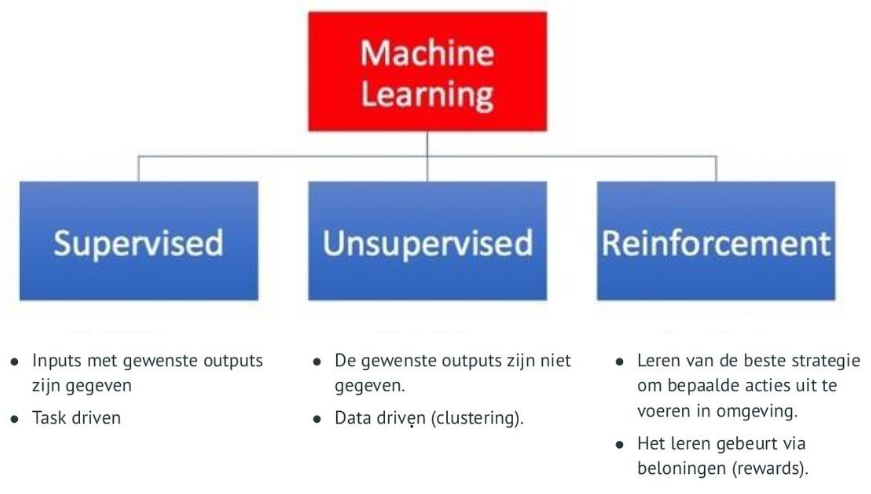 Machine
Learning
Supervised
Unsupervised
Reinforcement
• Inputs met gewenste outputs
zijn gegeven
• Task driven
• De gewenste outputs zijn niet
gegeven.
• Data driven (clustering).
• Leren van de beste strategie
om bepaalde acties uit te
voeren in omgeving.
• Het leren gebeurt via
beloningen (rewards).